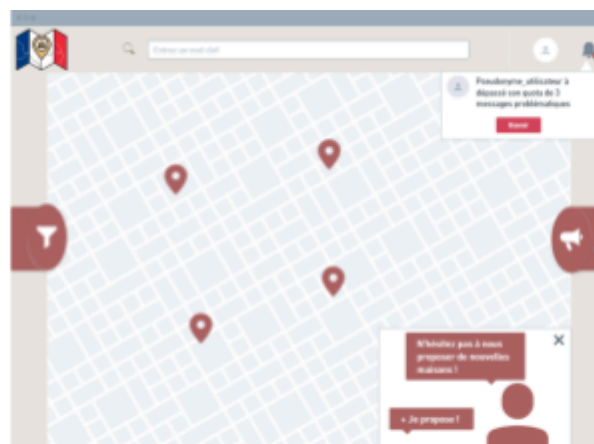 Entrer un mot-clef
Pseudonyme_utilisateur à
dépassé son quota de 3
messages problématiques
N'hésitez pas à nous
proposer de nouvelles
maisons !
+ Je propose !